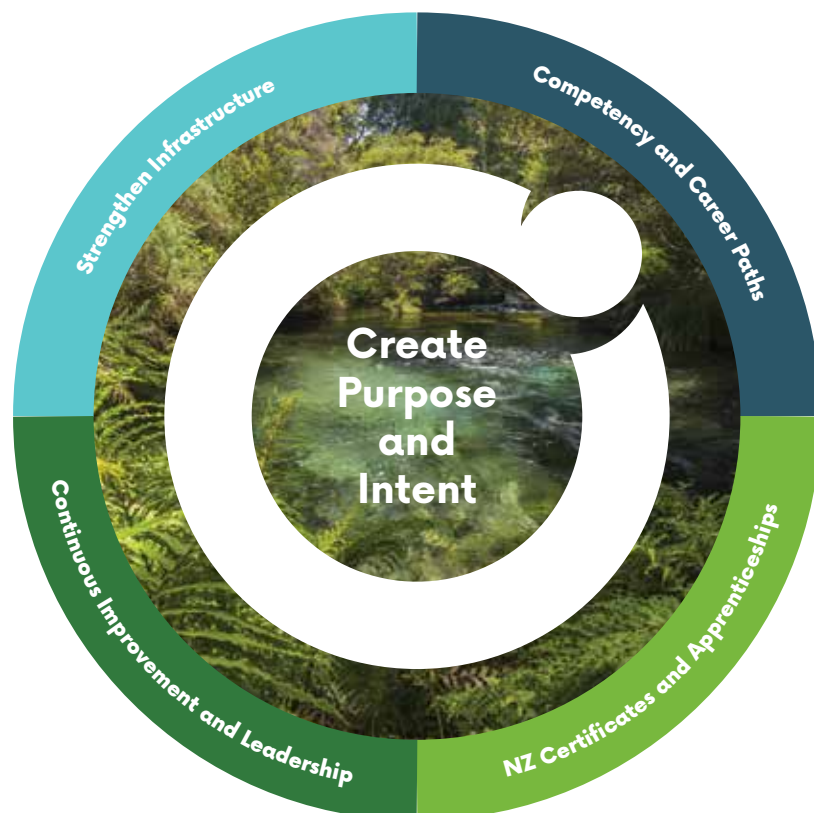 Strengthen Infrastructure
Competency and Career Paths
Create
Purpose
and
Intent
Continuous Improvement and Leadership
NZ Certificates and Apprenticeships